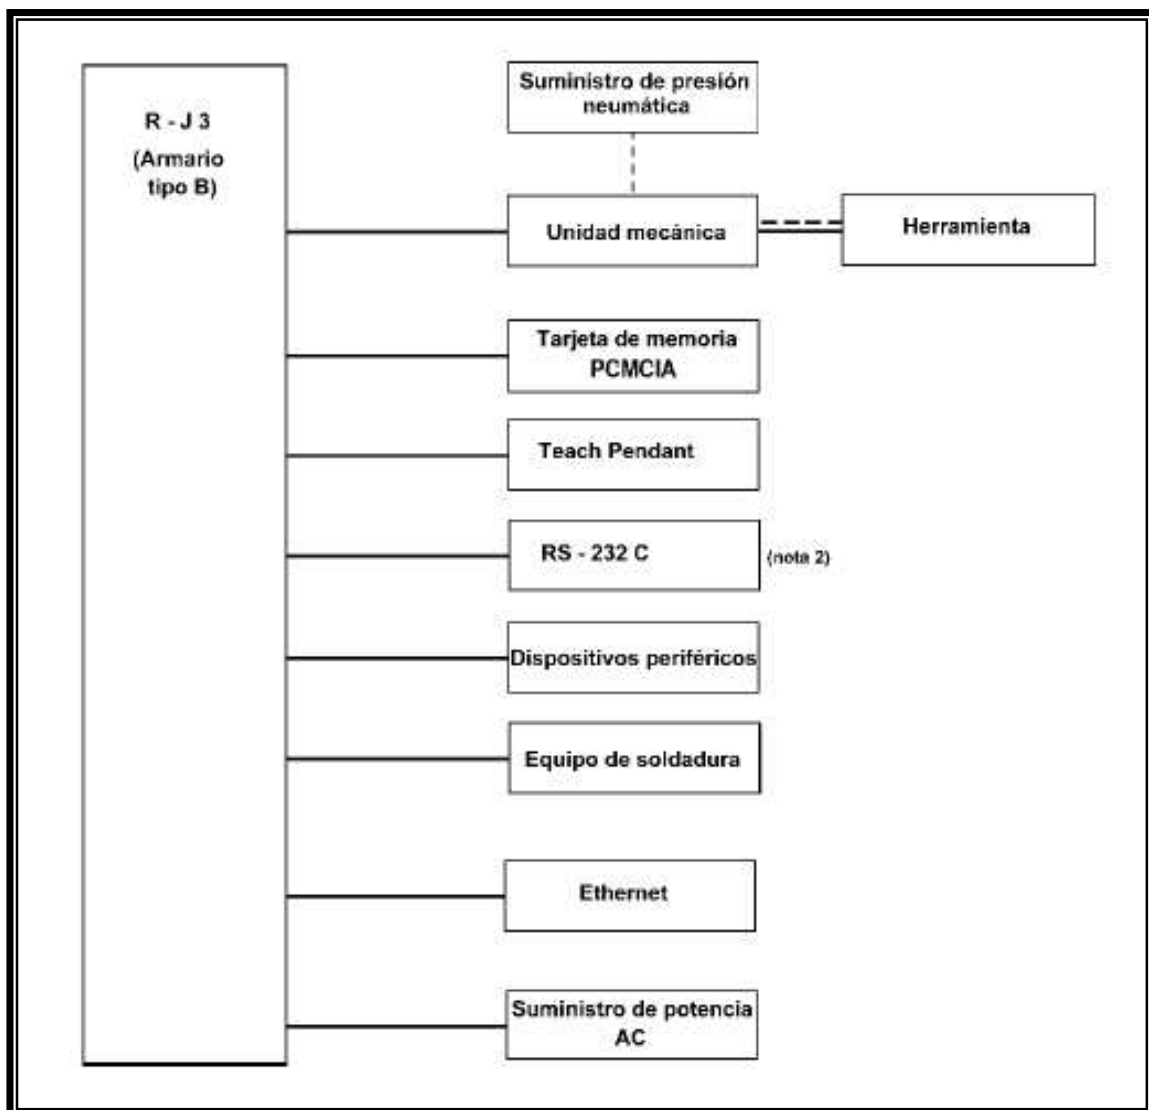 R - J 3
(Armario
tipo B)
Suministro de presión
neumática
Unidad mecánica
Herramienta
Tarjeta de memoria
PCMCIA
Teach Pendant
RS - 232 C
(nota 2)
Dispositivos periféricos
Equipo de soldadura
Ethernet
Suministro de potencia
AC